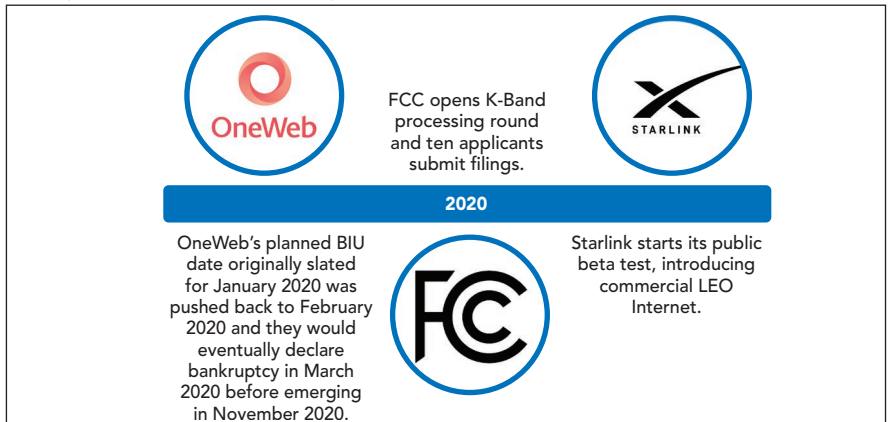 OneWeb
FCC opens K-Band
processing round
and ten applicants
submit filings.
STARLINK
2020
OneWeb's planned BIU
date originally slated
for January 2020 was
pushed back to February
2020 and they would
eventually declare
bankruptcy in March
2020 before emerging
in November 2020.
FCC
Starlink starts its public
beta test, introducing
commercial LEO
Internet.